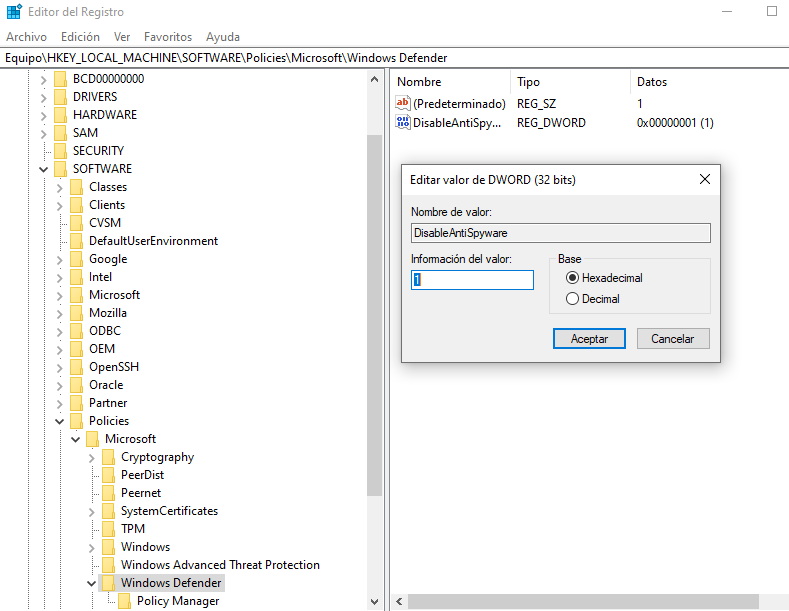 Editor del Registro
Archivo Edición Ver Favoritos Ayuda
Equipo\HKEY_LOCAL_MACHINE\SOFTWARE\Policies\Microsoft\Windows Defender
BCD00000000
DRIVERS
HARDWARE
SAM
SECURITY
SOFTWARE
Classes
Clients
CVSM
DefaultUserEnvironment
Google
Intel
Microsoft
Mozilla
ODBC
OEM
OpenSSH
Oracle
Partner
Policies
Microsoft
Cryptography
PeerDist
Peernet
SystemCertificates
TPM
Windows
Windows Advanced Threat Protection
Windows Defender
Policy Manager
Nombre Tipo Datos
ab (Predeterminado) REG_SZ 1
DisableAntiSpy... REG_DWORD 0x00000001 (1)
Editar valor de DWORD (32 bits)
Nombre de valor:
DisableAntiSpyware
Información del valor:
1
Base
Hexadecimal
Decimal
Aceptar Cancelar